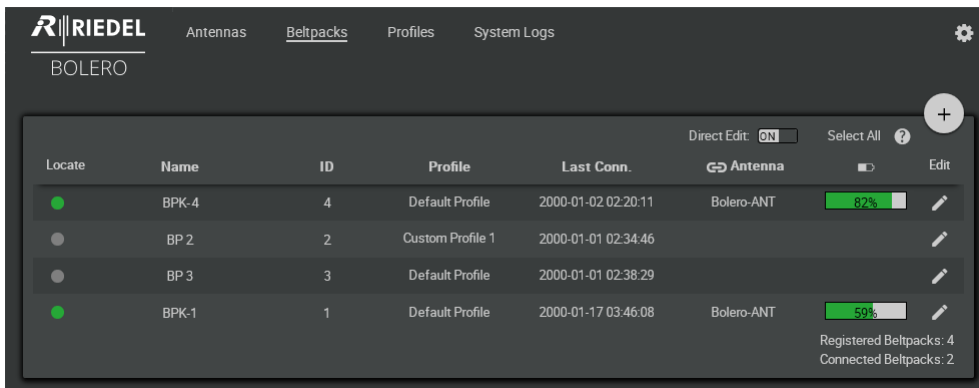 RIEDEL Antennas Beltpacks Profiles System Logs
BOLERO
+
Direct Edit: ON Select All ?
Locate Name ID Profile Last Conn. Antenna Edit
BPK-4 4 Default Profile 2000-01-02 02:20:11 Bolero-ANT 82%
BP 2 2 Custom Profile 1 2000-01-01 02:34:46
BP 3 3 Default Profile 2000-01-01 02:38:29
BPK-1 1 Default Profile 2000-01-17 03:46:08 Bolero-ANT 59%
Registered Beltpacks: 4
Connected Beltpacks: 2